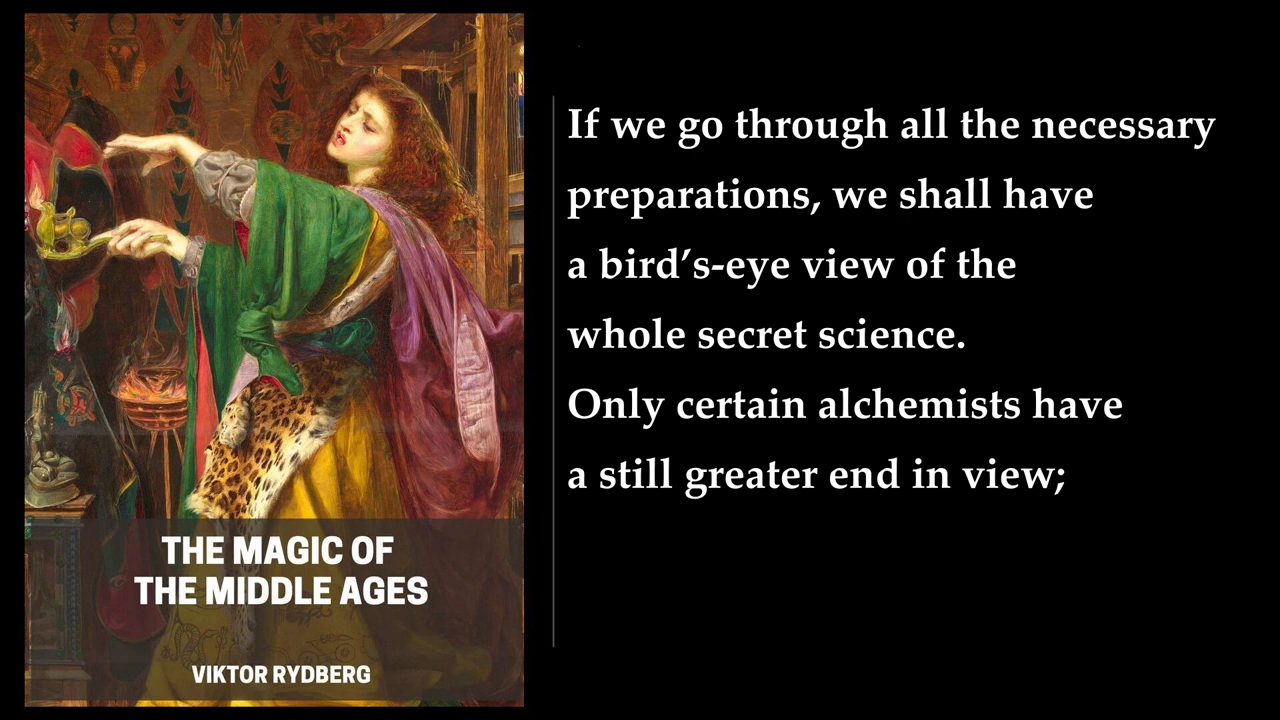 THE MAGIC OF
THE MIDDLE AGES
VIKTOR RYDBERG
If we go through all the necessary
preparations, we shall have
a bird’s-eye view of the
whole secret science.
Only certain alchemists have
a still greater end in view;